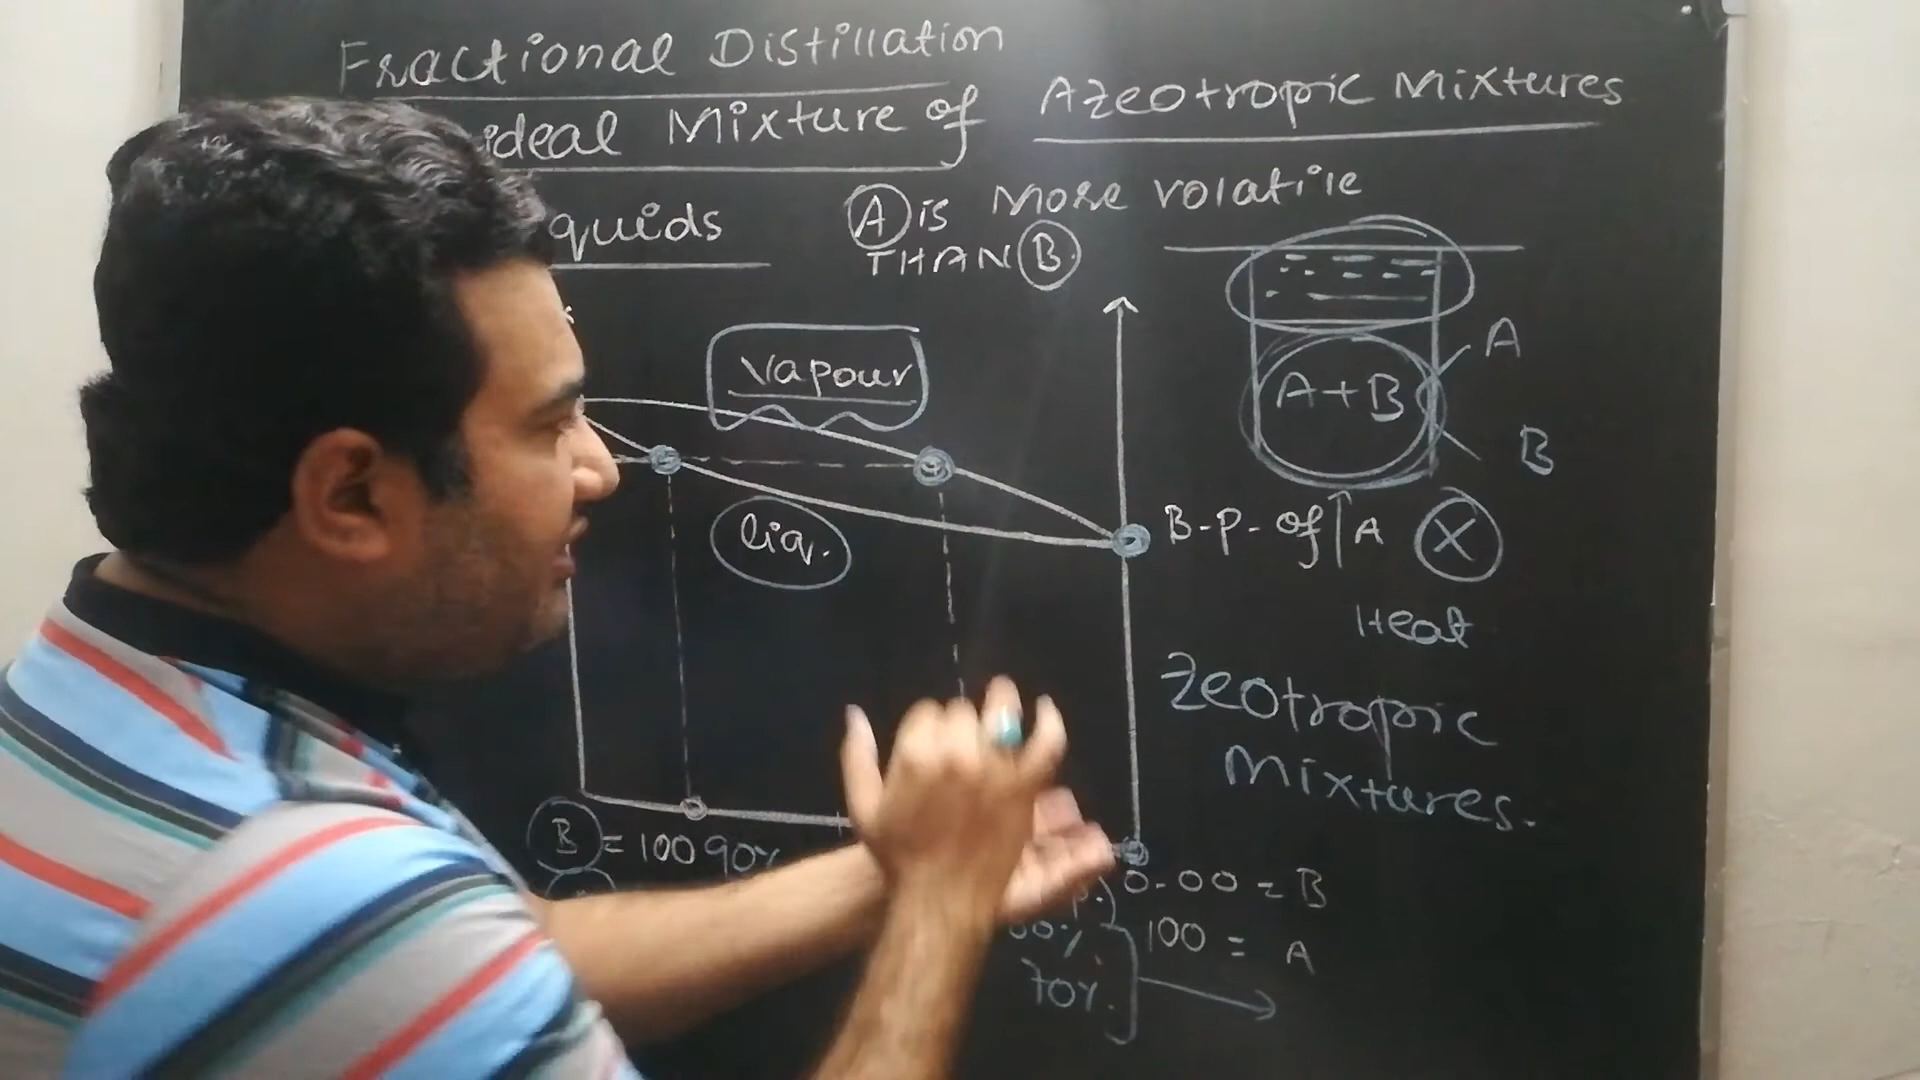 Fractional Distillation
ideal Mixture of
Azeotropic Mixtures
quids
A is More volatile
THAN B
vapour
liq.
A+B
A
B
B.P. of A
X
Heat
Zeotropic
Mixtures.
B = 100 90%
0.00 = B
100 = A
70%.